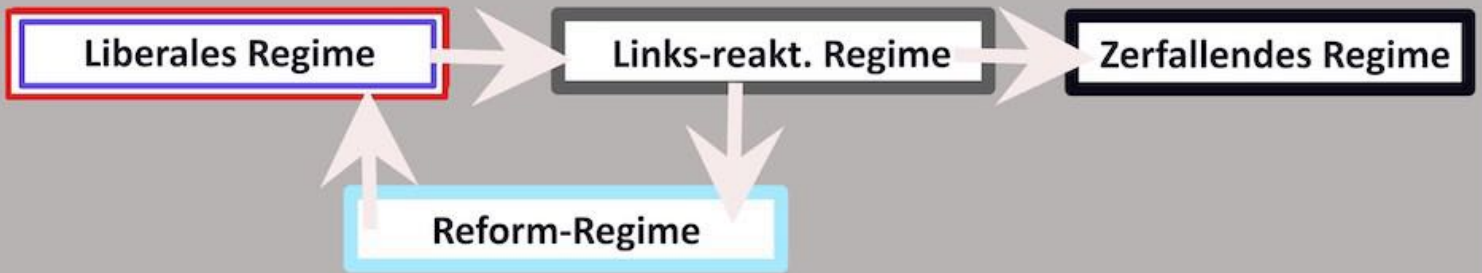 Liberales Regime
Links-reakt. Regime
Zerfallendes Regime
Reform-Regime